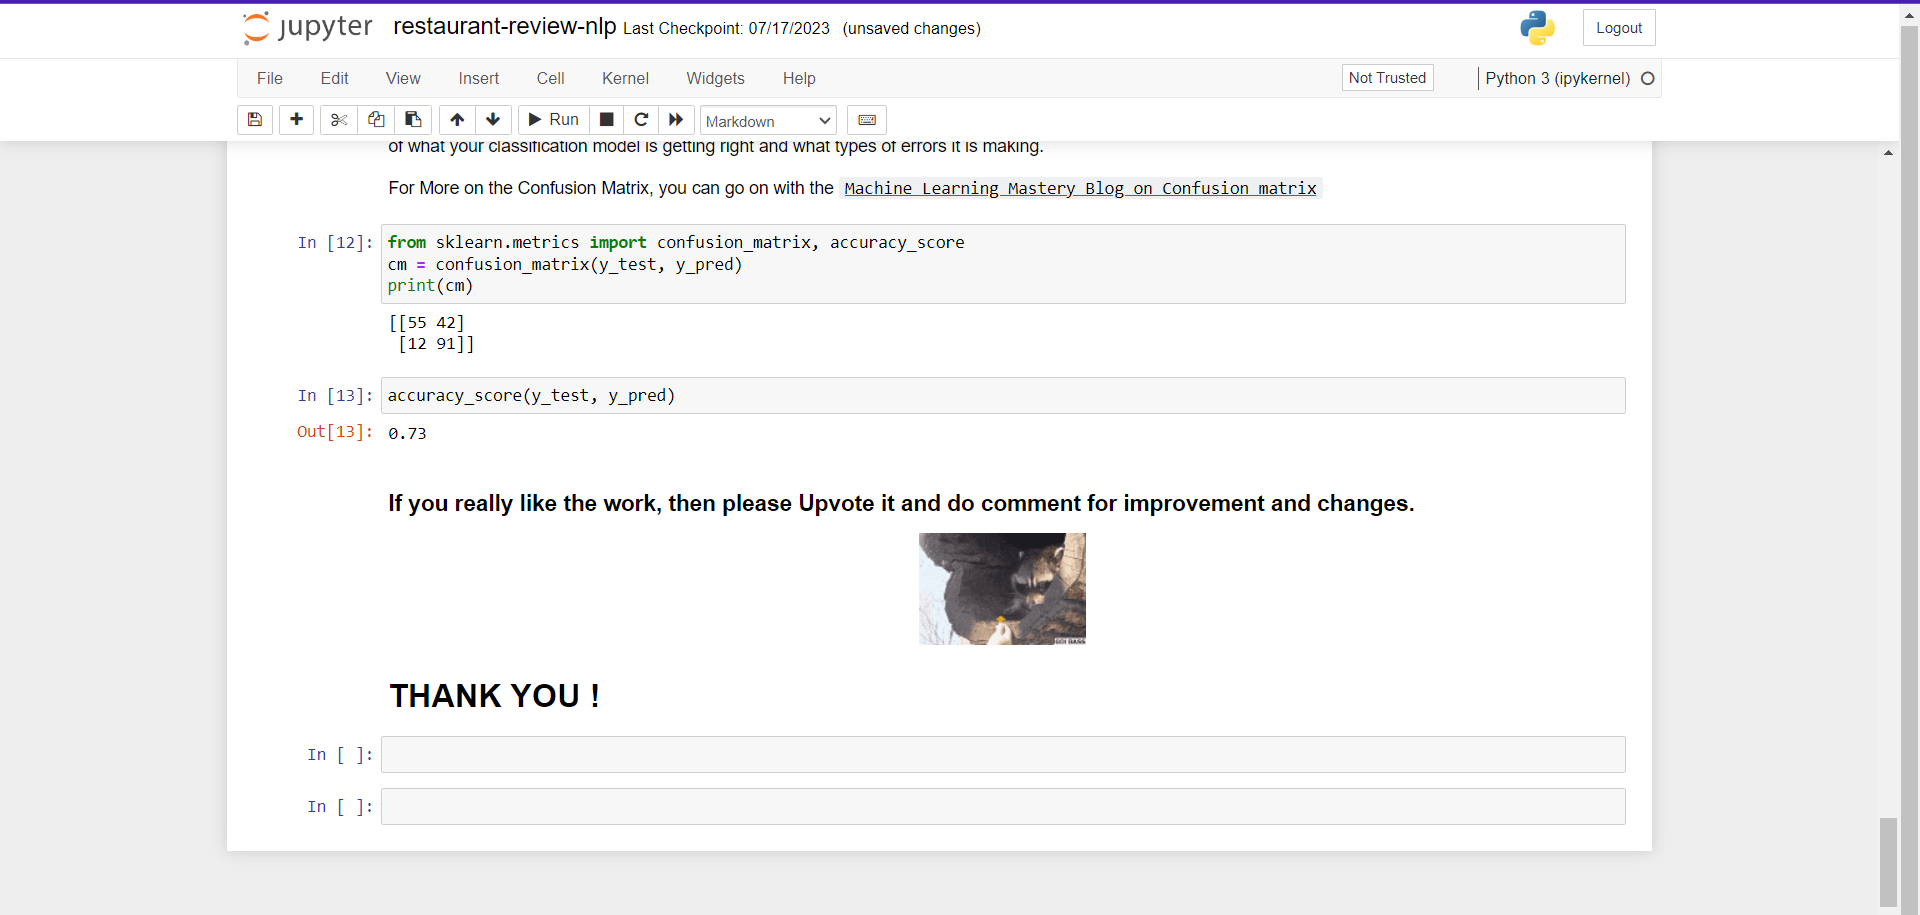 jupyter restaurant-review-nlp Last Checkpoint: 07/17/2023 (unsaved changes) Logout
File Edit View Insert Cell Kernel Widgets Help Not Trusted Python 3 (ipykernel)
Run Markdown
of what your classification model is getting right and what types of errors it is making.
For More on the Confusion Matrix, you can go on with the Machine Learning Mastery Blog on Confusion matrix
In [12]: from sklearn.metrics import confusion_matrix, accuracy_score
cm = confusion_matrix(y_test, y_pred)
print(cm)
[[55 42]
[12 91]]
In [13]: accuracy_score(y_test, y_pred)
Out[13]: 0.73
If you really like the work, then please Upvote it and do comment for improvement and changes.
THANK YOU !
In [ ]:
In [ ]: